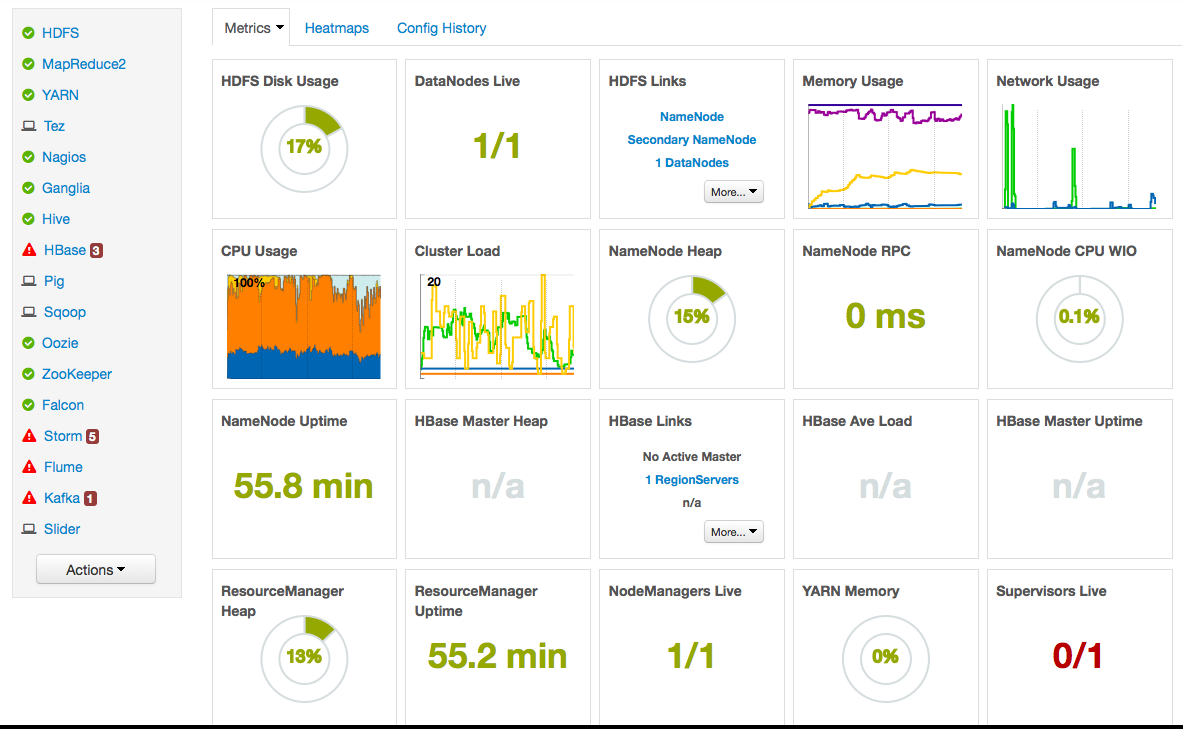 HDFS
MapReduce2
YARN
Tez
Nagios
Ganglia
Hive
HBase 3
Pig
Sqoop
Oozie
ZooKeeper
Falcon
Storm 5
Flume
Kafka 1
Slider
Actions
Metrics Heatmaps Config History
HDFS Disk Usage
17%
DataNodes Live
1/1
HDFS Links
NameNode
Secondary NameNode
1 DataNodes
More...
Memory Usage
Network Usage
CPU Usage
100%
Cluster Load
20
NameNode Heap
15%
NameNode RPC
0 ms
NameNode CPU WIO
0.1%
NameNode Uptime
55.8 min
HBase Master Heap
n/a
HBase Links
No Active Master
1 RegionServers
n/a
More...
HBase Ave Load
n/a
HBase Master Uptime
n/a
ResourceManager
Heap
13%
ResourceManager
Uptime
55.2 min
NodeManagers Live
1/1
YARN Memory
0%
Supervisors Live
0/1